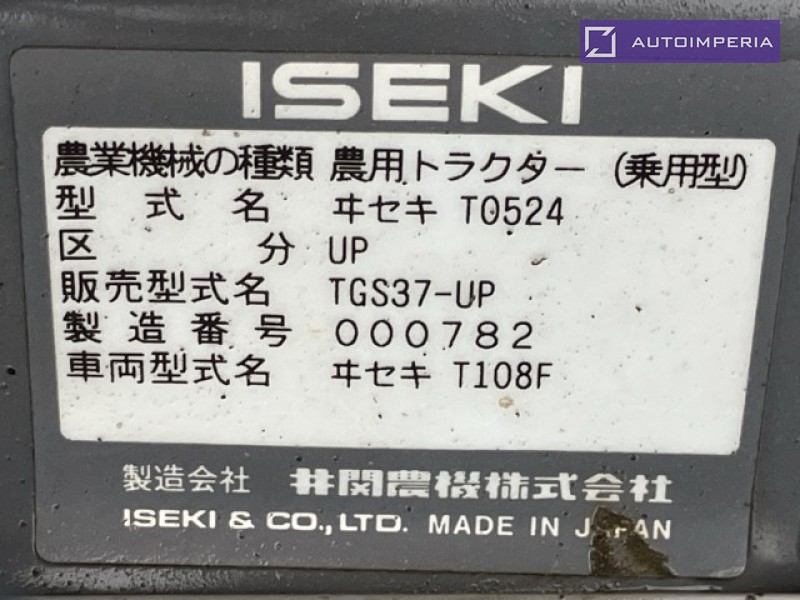 AUTOIMPERIA
ISEKI
農業機械の種類 農用トラクター (乗用型)
型式名 ヰセキ T0524
区分 UP
販売型式名 TGS37-UP
製造番号 000782
車両型式名 ヰセキ T108F
製造会社 井関農機株式会社
ISEKI & CO., LTD. MADE IN JAPAN